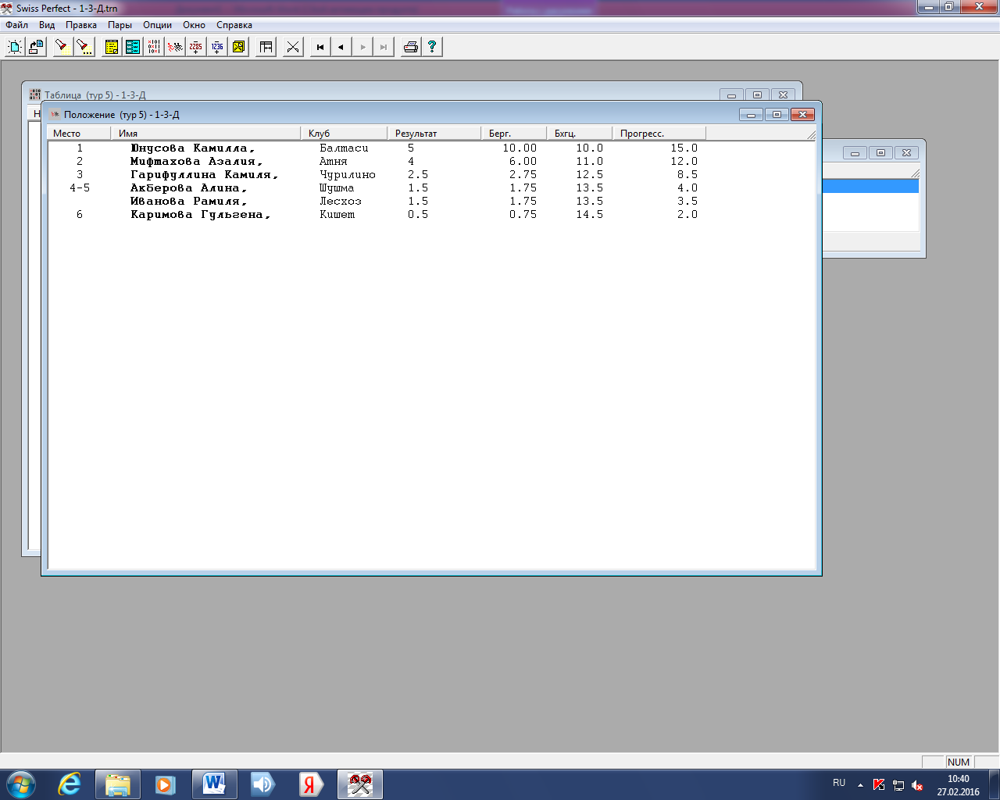 Swiss Perfect - 1-3-Д.trn
Файл Вид Правка Пары Опции Окно Справка
Таблица (тур 5) - 1-3-Д
Н
Положение (тур 5) - 1-3-Д
Место Имя Клуб Результат Берг. Бхгц. Прогресс.
1 Юнусова Камилла, Балтаси 5 10.00 10.0 15.0
2 Мифтахова Азалия, Атня 4 6.00 11.0 12.0
3 Гарифуллина Камиля, Чурилино 2.5 2.75 12.5 8.5
4-5 Акберова Алина, Шушма 1.5 1.75 13.5 4.0
Иванова Рамиля, Лесхоз 1.5 1.75 13.5 3.5
6 Каримова Гульгена, Кишет 0.5 0.75 14.5 2.0
NUM
RU
10:40
27.02.2016